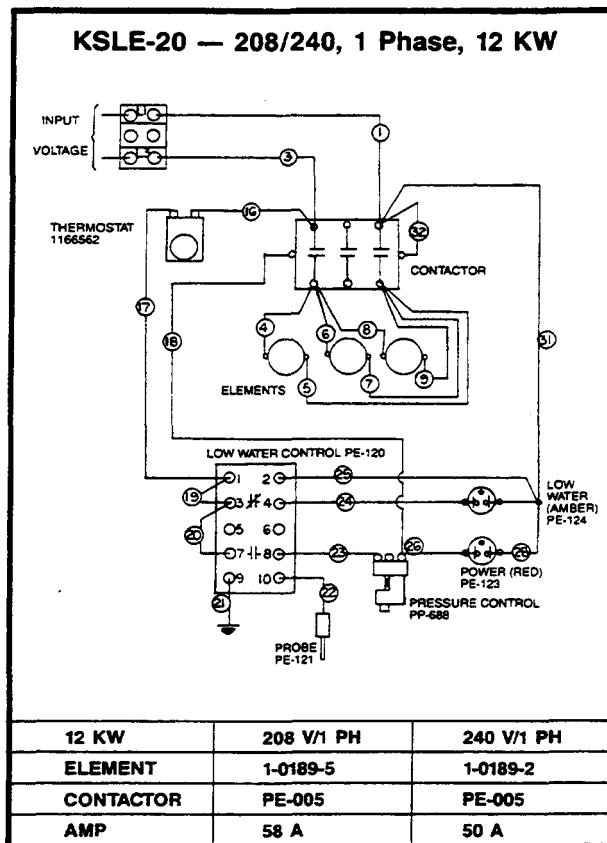 KSLE-20 — 208/240, 1 Phase, 12 KW
INPUT
VOLTAGE
1
3
THERMOSTAT
1166562
16
32
CONTACTOR
17
18
4
6
8
31
ELEMENTS
5
7
9
LOW WATER CONTROL PE-120
1
2
25
19
3
4
24
LOW
WATER
(AMBER)
PE-124
5
6
20
7
8
23
26
28
POWER (RED)
PE-123
9
10
21
22
PRESSURE CONTROL
PP-688
PROBE
PE-121
12 KW 208 V/1 PH 240 V/1 PH
ELEMENT 1-0189-5 1-0189-2
CONTACTOR PE-005 PE-005
AMP 58 A 50 A